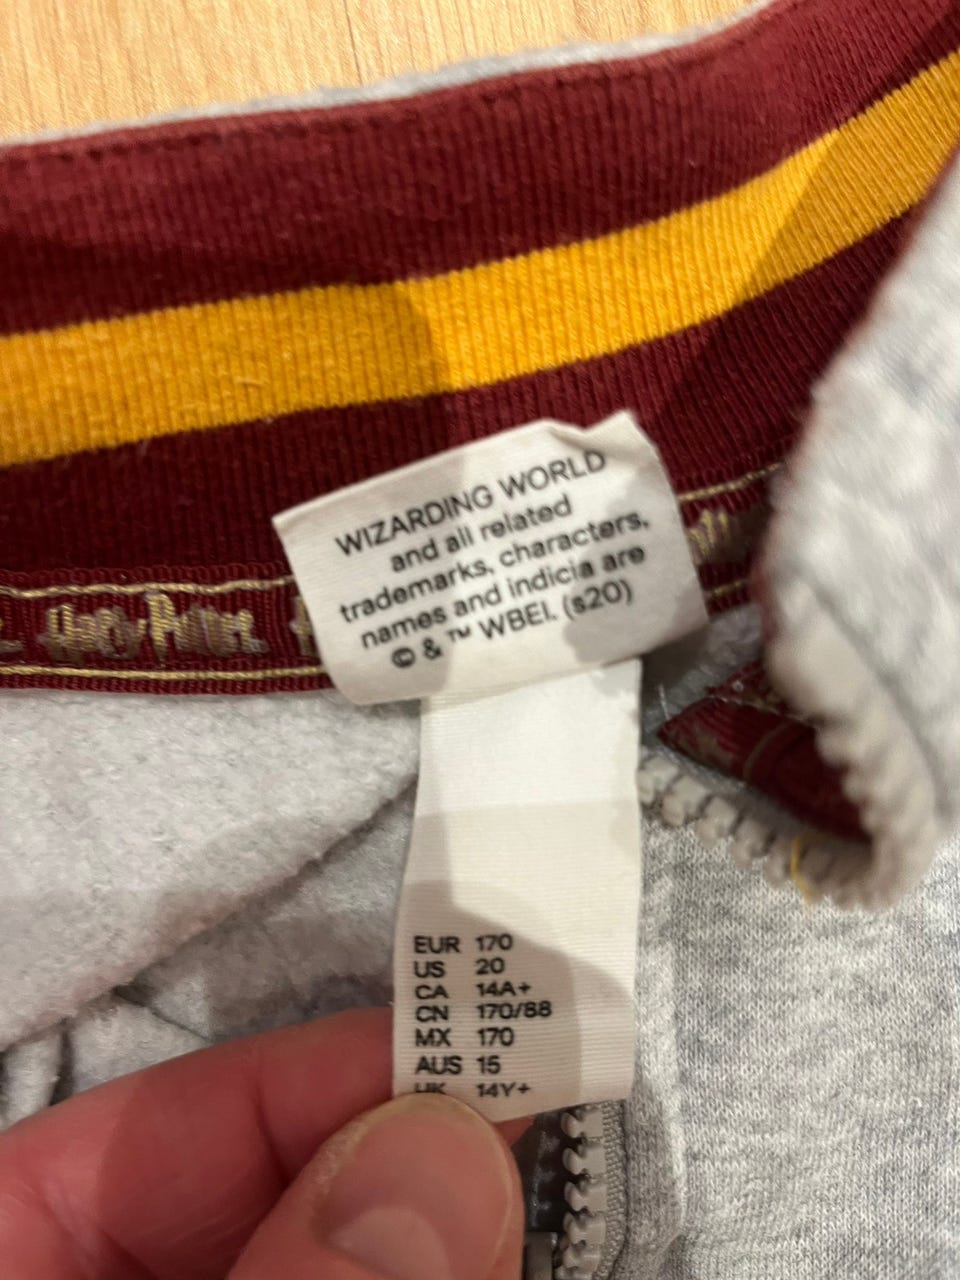 WIZARDING WORLD
and all related
trademarks, characters,
names and indicia are
© & ™ WBEI. (s20)
Harry Potter
EUR 170
US 20
CA 14A+
CN 170/88
MX 170
AUS 15
UK 14Y+